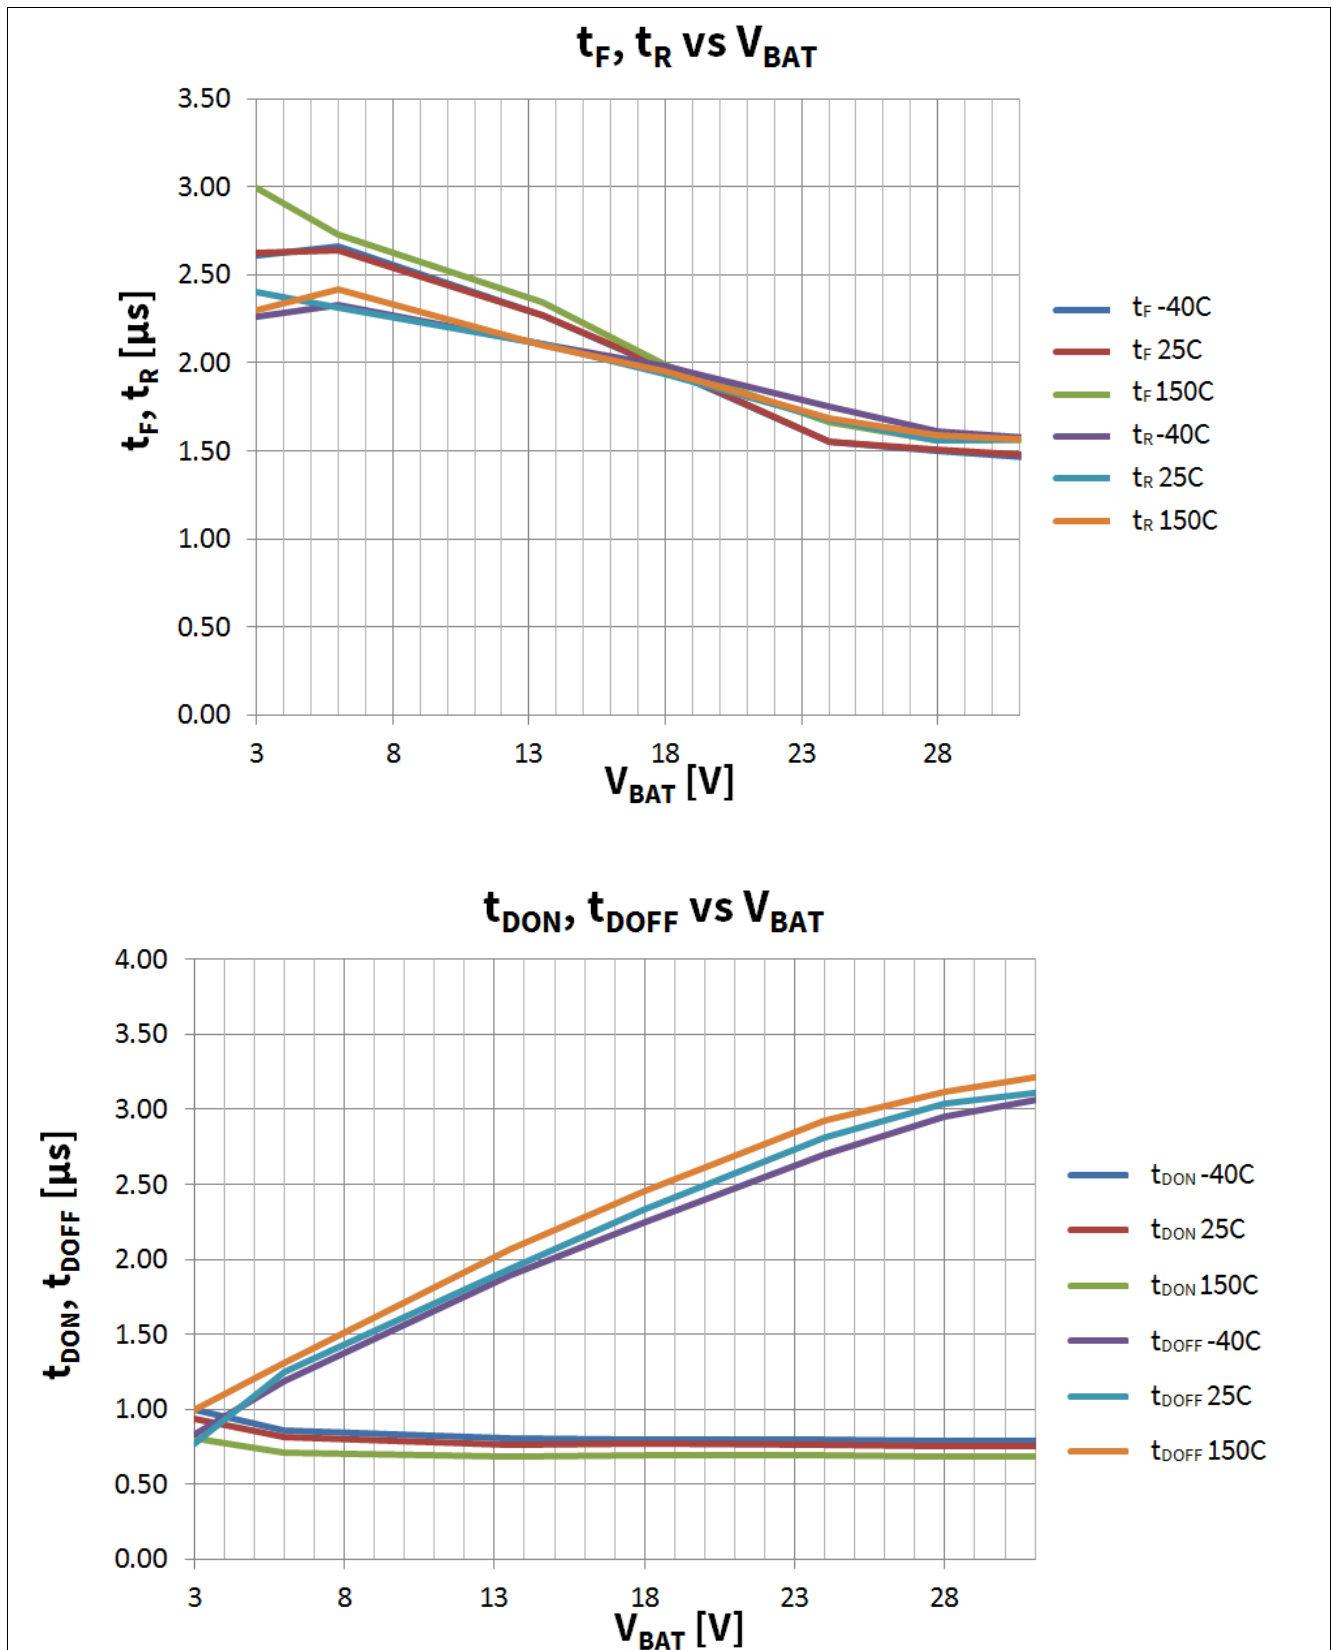 tF, tR vs VBAT
3.50
3.00
2.50
2.00
1.50
1.00
0.50
0.00
tF, tR [µs]
3 8 13 18 23 28
VBAT [V]
tF -40C
tF 25C
tF 150C
tR -40C
tR 25C
tR 150C
tDON, tDOFF vs VBAT
4.00
3.50
3.00
2.50
2.00
1.50
1.00
0.50
0.00
tDON, tDOFF [µs]
3 8 13 18 23 28
VBAT [V]
tDON -40C
tDON 25C
tDON 150C
tDOFF -40C
tDOFF 25C
tDOFF 150C